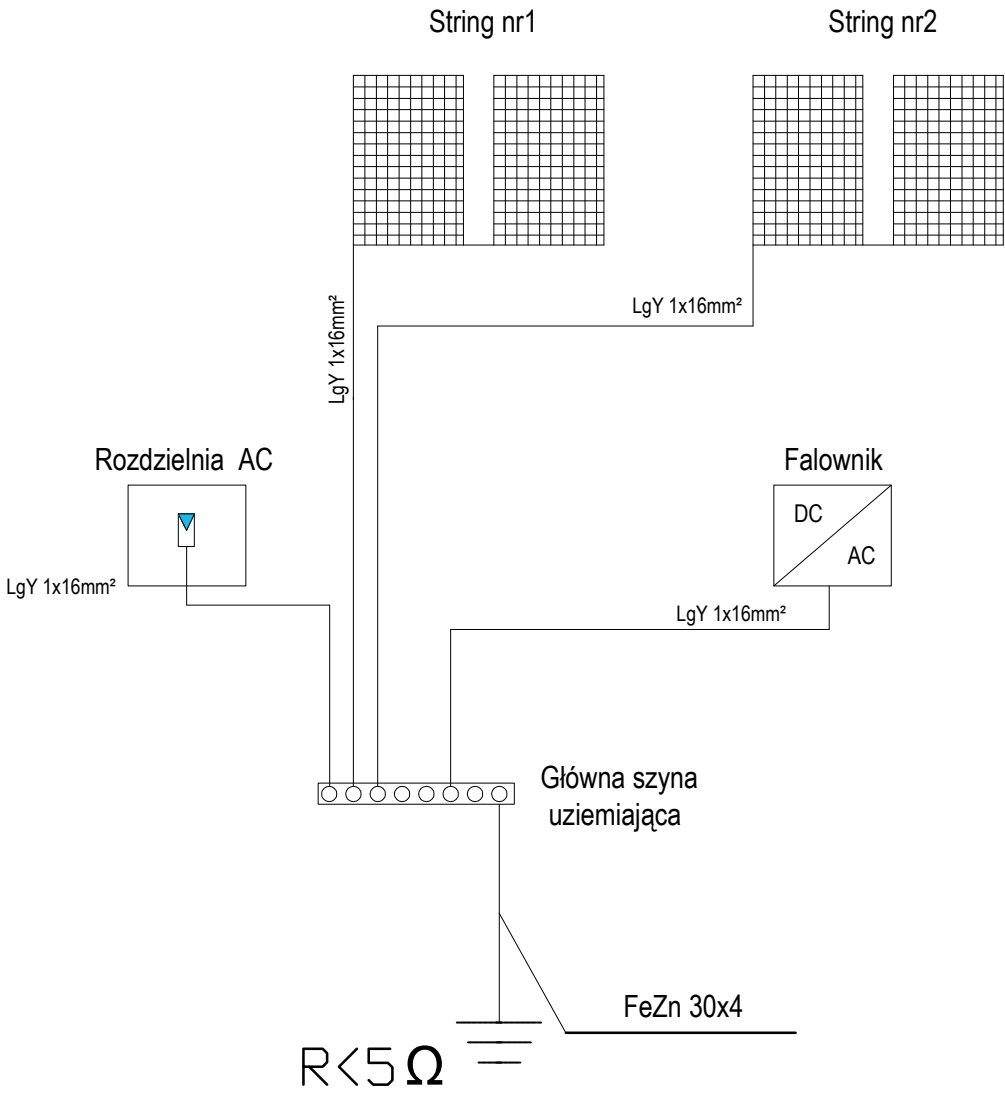 String nr1
String nr2
LgY 1x16mm²
LgY 1x16mm²
Rozdzielnia AC
Falownik
DC
AC
LgY 1x16mm²
LgY 1x16mm²
Główna szyna
uziemiająca
FeZn 30x4
R<5Ω